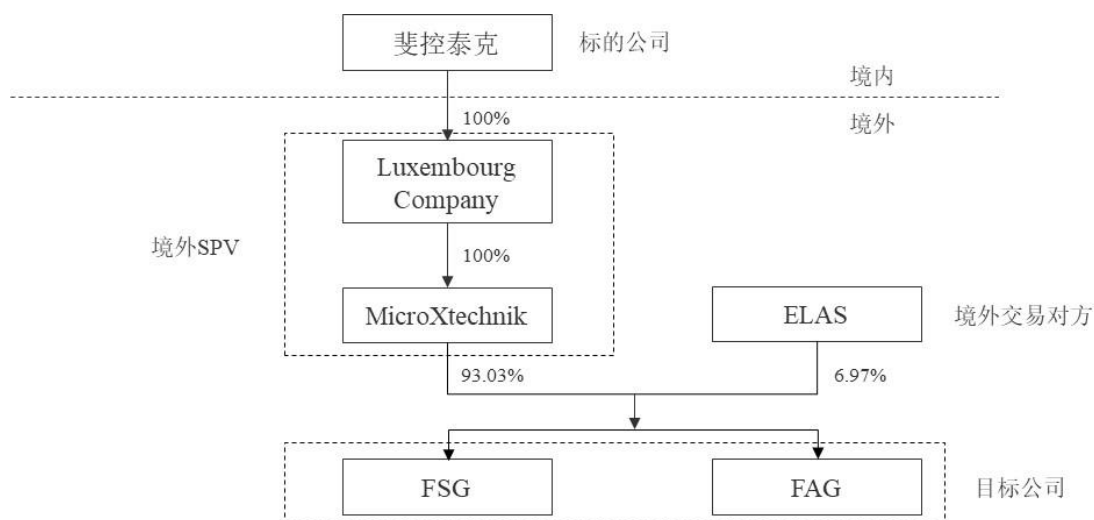 斐控泰克
标的公司
境内
100%
境外
Luxembourg
Company
境外SPV
100%
MicroXtechnik
ELAS
境外交易对方
93.03%
6.97%
FSG
FAG
目标公司